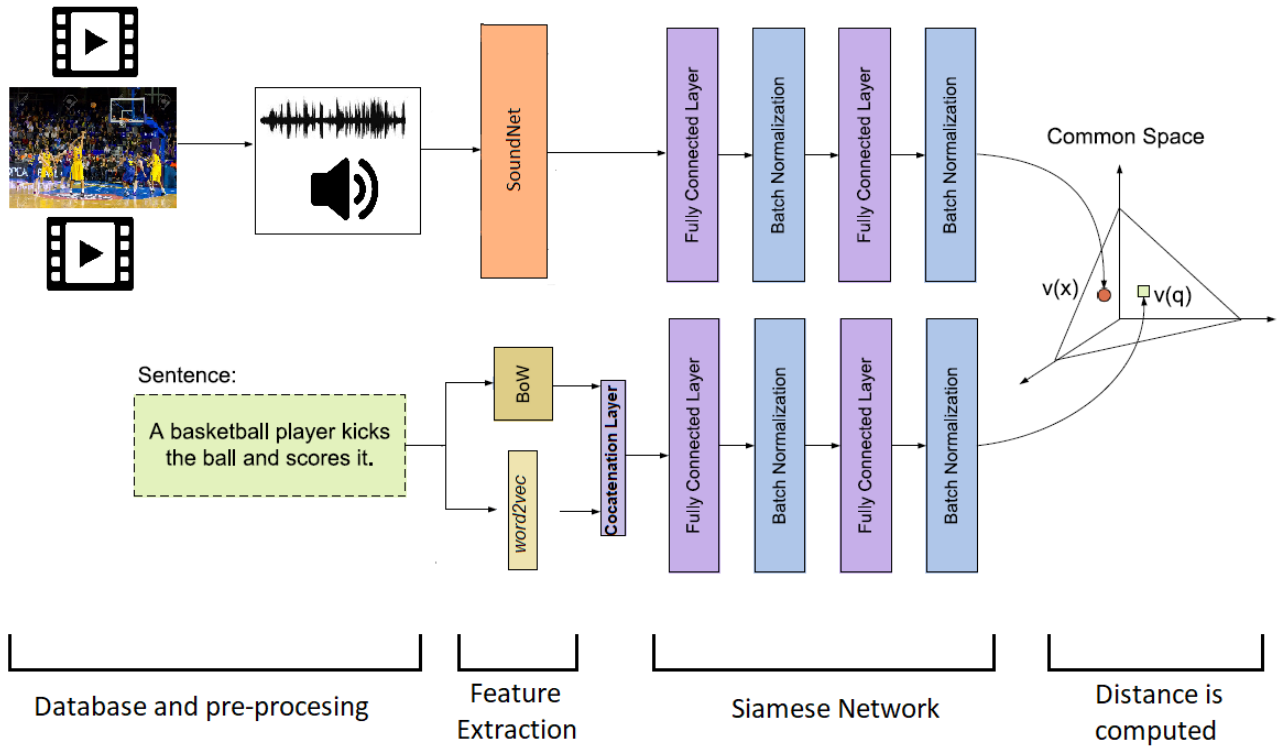 SoundNet
Fully Connected Layer
Batch Normalization
Fully Connected Layer
Batch Normalization
Common Space
v(x)
v(q)
Sentence:
A basketball player kicks
the ball and scores it.
BoW
word2vec
Cocatenation Layer
Fully Connected Layer
Batch Normalization
Fully Connected Layer
Batch Normalization
Database and pre-procesing
Feature
Extraction
Siamese Network
Distance is
computed